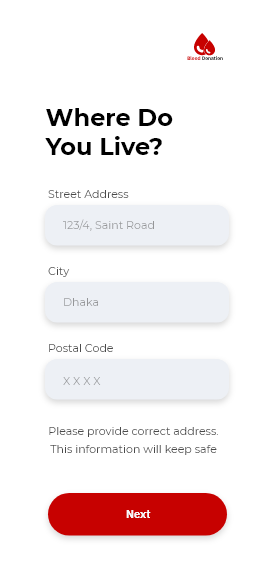 Blood Donation
Where Do
You Live?
Street Address
123/4, Saint Road
City
Dhaka
Postal Code
X X X X
Please provide correct address.
This information will keep safe
Next